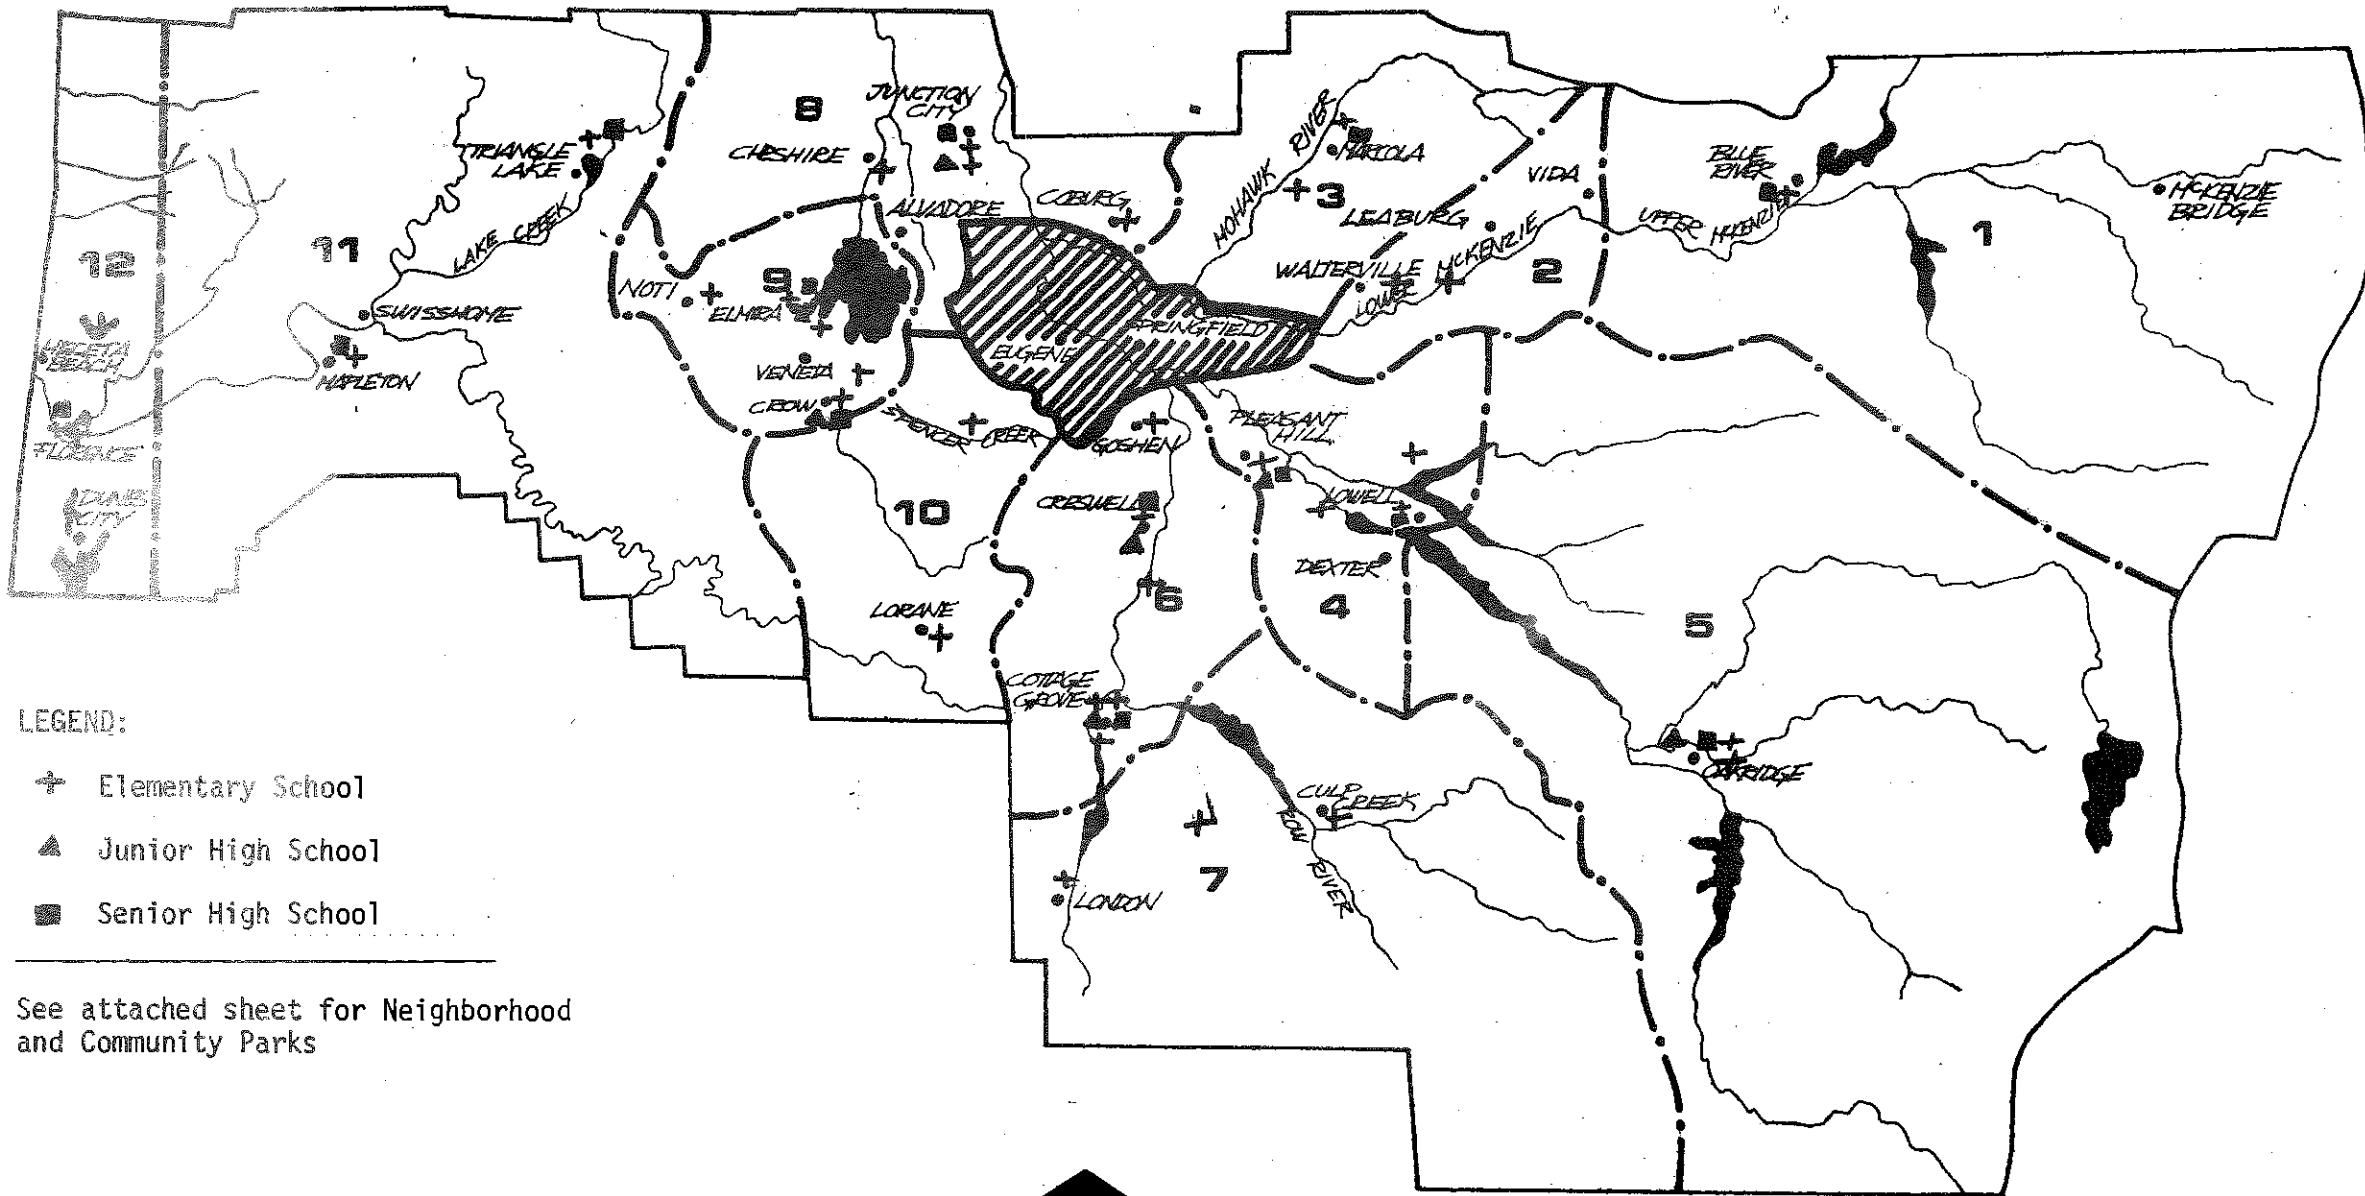 8
JUNCTION
CITY
TRIANGLE
LAKE
CHESHIRE
LAKE CREEK
11
12
ALVADORE
COBURG
MOHAWK RIVER
MARCOLA
3
LEABURG
VIDA
BLUE
RIVER
UPPER MCKENZIE
MCKENZIE
BRIDGE
1
WALTERVILLE
LOWER MCKENZIE
2
NOTI
9
ELMIRA
SWISSHOME
HECETA
BEACH
MAPLETON
FLORENCE
DUNES
CITY
EUGENE
SPRINGFIELD
VENETA
CROW
SPENCER CREEK
GOSHEN
PLEASANT
HILL
10
CRESWELL
LOWELL
DEXTER
6
4
5
LORANE
COTTAGE
GROVE
OAKRIDGE
CULP
CREEK
ROW RIVER
7
LONDON
LEGEND:
Elementary School
Junior High School
Senior High School
See attached sheet for Neighborhood
and Community Parks